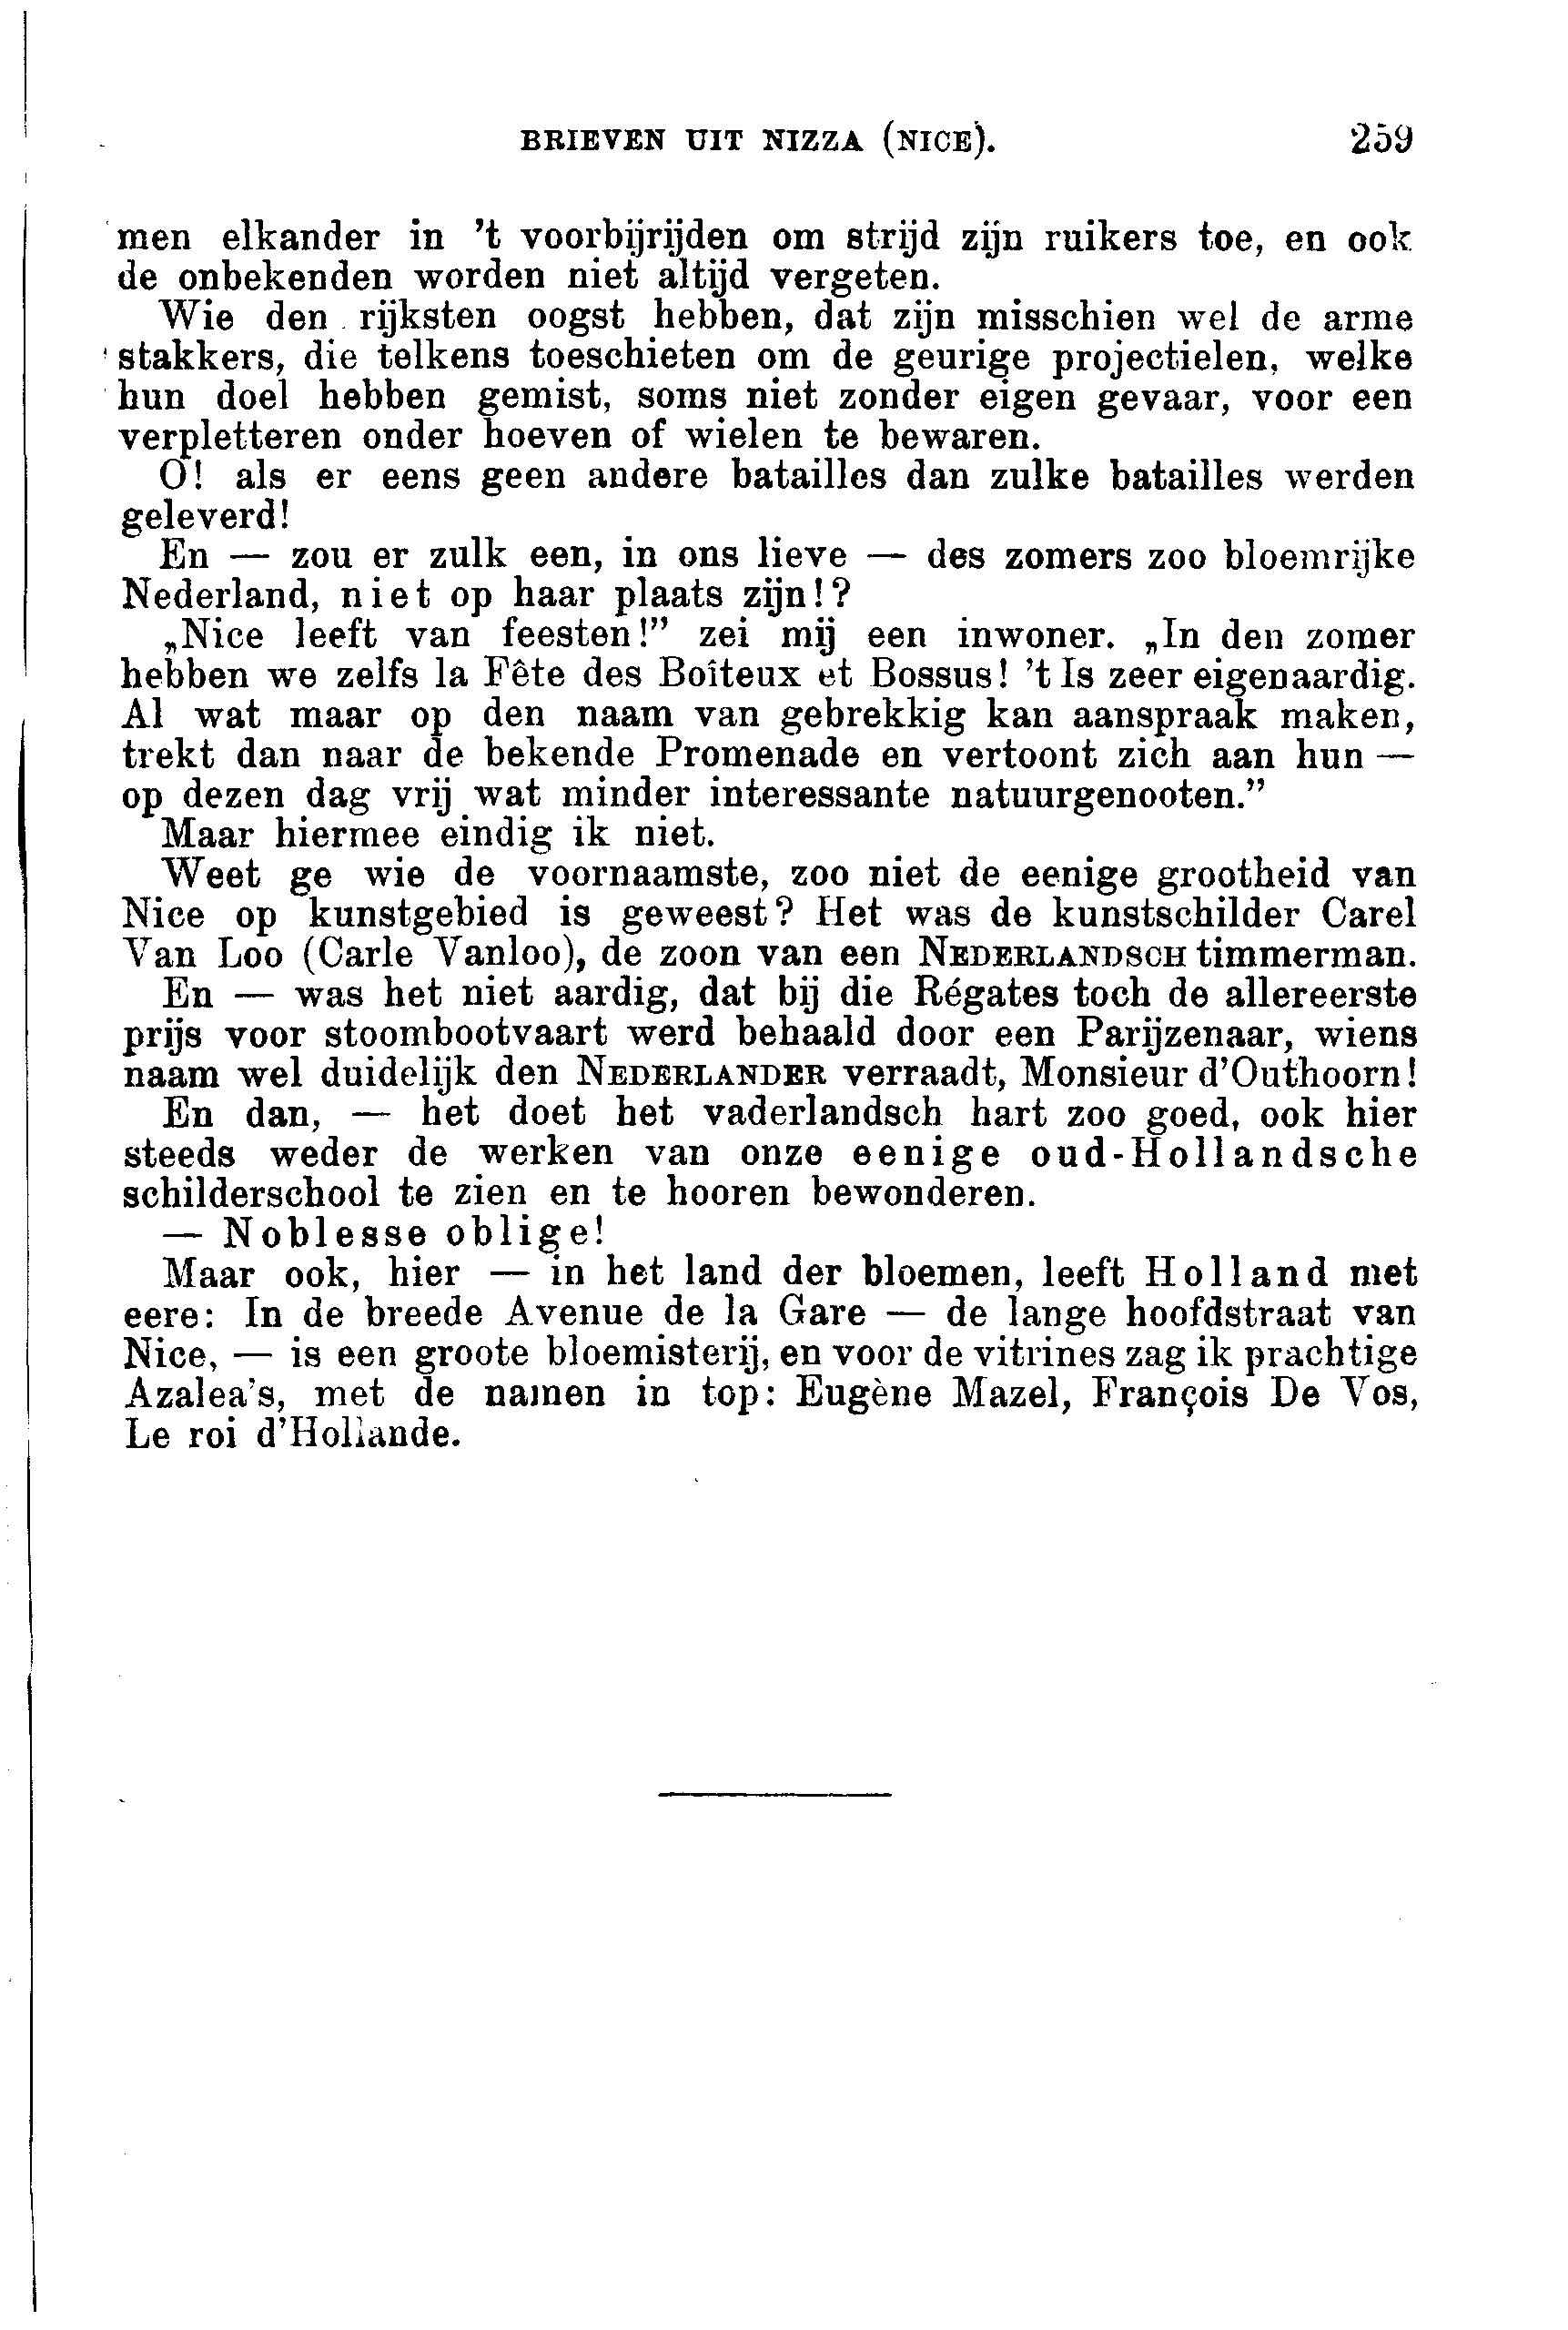 BRIEVEN UIT NIZZA (NICE). 259
men elkander in 't voorbijrijden om strijd zijn ruikers toe, en ook
de onbekenden worden niet altijd vergeten.
Wie den rijksten oogst hebben, dat zijn misschien wel de arme
stakkers, die telkens toeschieten om de geurige projectielen, welke
hun doel hebben gemist, soms niet zonder eigen gevaar, voor een
verpletteren onder hoeven of wielen te bewaren.
O! als er eens geen andere batailles dan zulke batailles werden
geleverd!
En — zou er zulk een, in ons lieve — des zomers zoo bloemrijke
Nederland, niet op haar plaats zijn!?
„Nice leeft van feesten!” zei mij een inwoner. „In den zomer
hebben we zelfs la Fête des Boîteux et Bossus! 't Is zeer eigenaardig.
Al wat maar op den naam van gebrekkig kan aanspraak maken,
trekt dan naar de bekende Promenade en vertoont zich aan hun —
op dezen dag vrij wat minder interessante natuurgenooten.”
Maar hiermee eindig ik niet.
Weet ge wie de voornaamste, zoo niet de eenige grootheid van
Nice op kunstgebied is geweest? Het was de kunstschilder Carel
Van Loo (Carle Vanloo), de zoon van een NEDERLANDSCH timmerman.
En — was het niet aardig, dat bij die Régates toch de allereerste
prijs voor stoombootvaart werd behaald door een Parijzenaar, wiens
naam wel duidelijk den NEDERLANDER verraadt, Monsieur d'Outhoorn!
En dan, — het doet het vaderlandsch hart zoo goed, ook hier
steeds weder de werken van onze eenige oud-Hollandsche
schilderschool te zien en te hooren bewonderen.
— Noblesse oblige!
Maar ook, hier — in het land der bloemen, leeft Holland met
eere: In de breede Avenue de la Gare — de lange hoofdstraat van
Nice, — is een groote bloemisterij, en voor de vitrines zag ik prachtige
Azalea's, met de namen in top: Eugène Mazel, François De Vos,
Le roi d'Hollande.